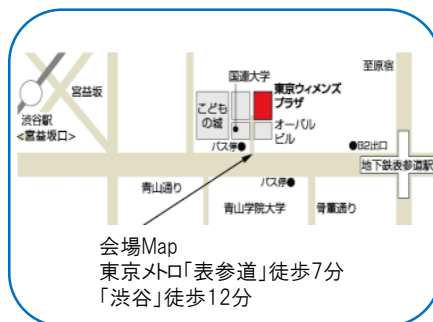 国連大学
至原宿
宮益坂
東京ウィメンズ
プラザ
こども
の城
渋谷駅
<宮益坂口>
オーバル
ビル
バス停●
●B2出口
地下鉄表参道駅
青山通り
バス停●
青山学院大学
骨董通り
会場Map
東京メトロ「表参道」徒歩7分
「渋谷」徒歩12分